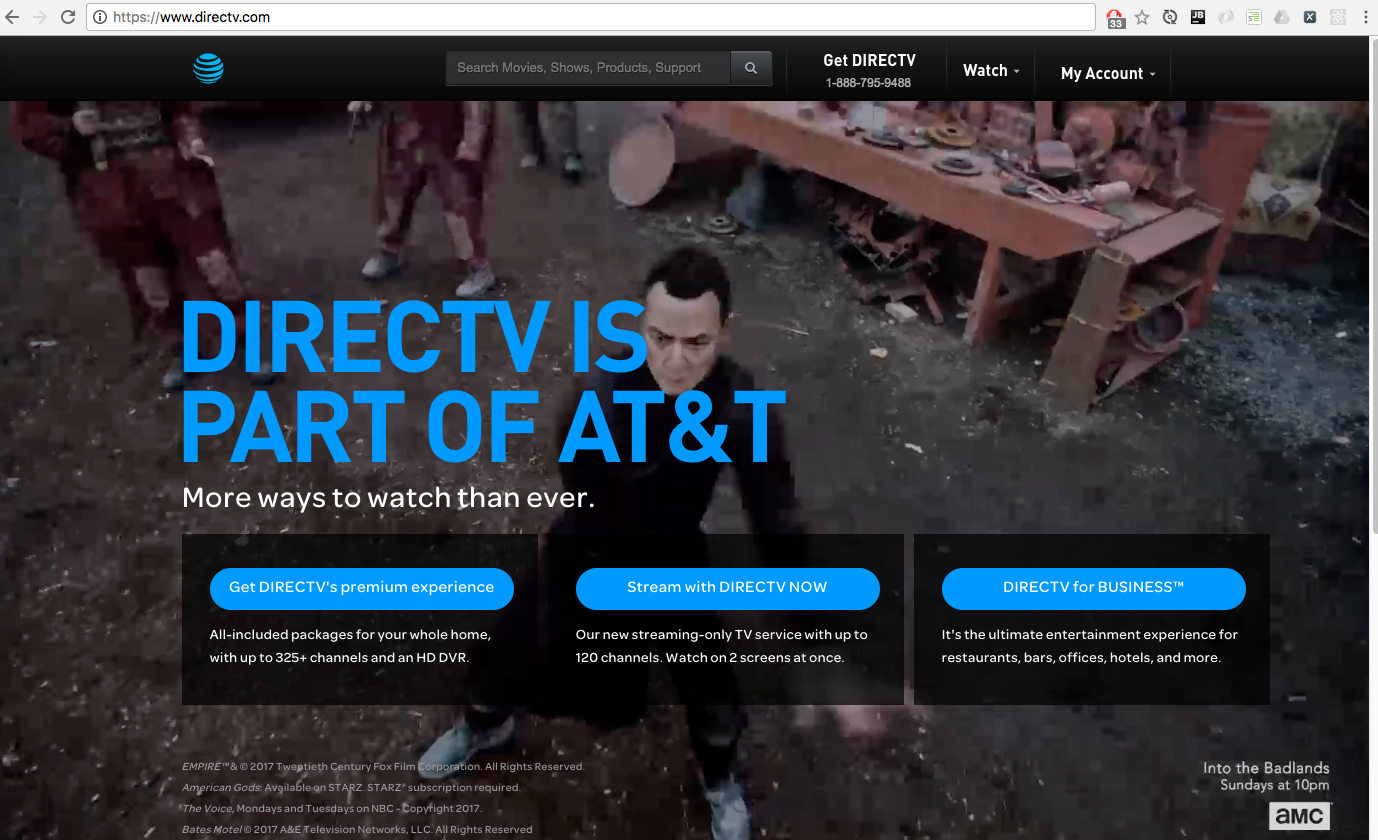 https://www.directv.com
33
JB
Search Movies, Shows, Products, Support
Get DIRECTV
1-888-795-9488
Watch
My Account
DIRECTV IS
PART OF AT&T
More ways to watch than ever.
Get DIRECTV's premium experience
All-included packages for your whole home,
with up to 325+ channels and an HD DVR.
Stream with DIRECTV NOW
Our new streaming-only TV service with up to
120 channels. Watch on 2 screens at once.
DIRECTV for BUSINESS™
It's the ultimate entertainment experience for
restaurants, bars, offices, hotels, and more.
EMPIRE™ & © 2017 Twentieth Century Fox Film Corporation. All Rights Reserved.
American Gods: Available on STARZ. STARZ® subscription required.
The Voice, Mondays and Tuesdays on NBC - Copyright 2017.
Bates Motel © 2017 A&E Television Networks, LLC. All Rights Reserved
Into the Badlands
Sundays at 10pm
aMC